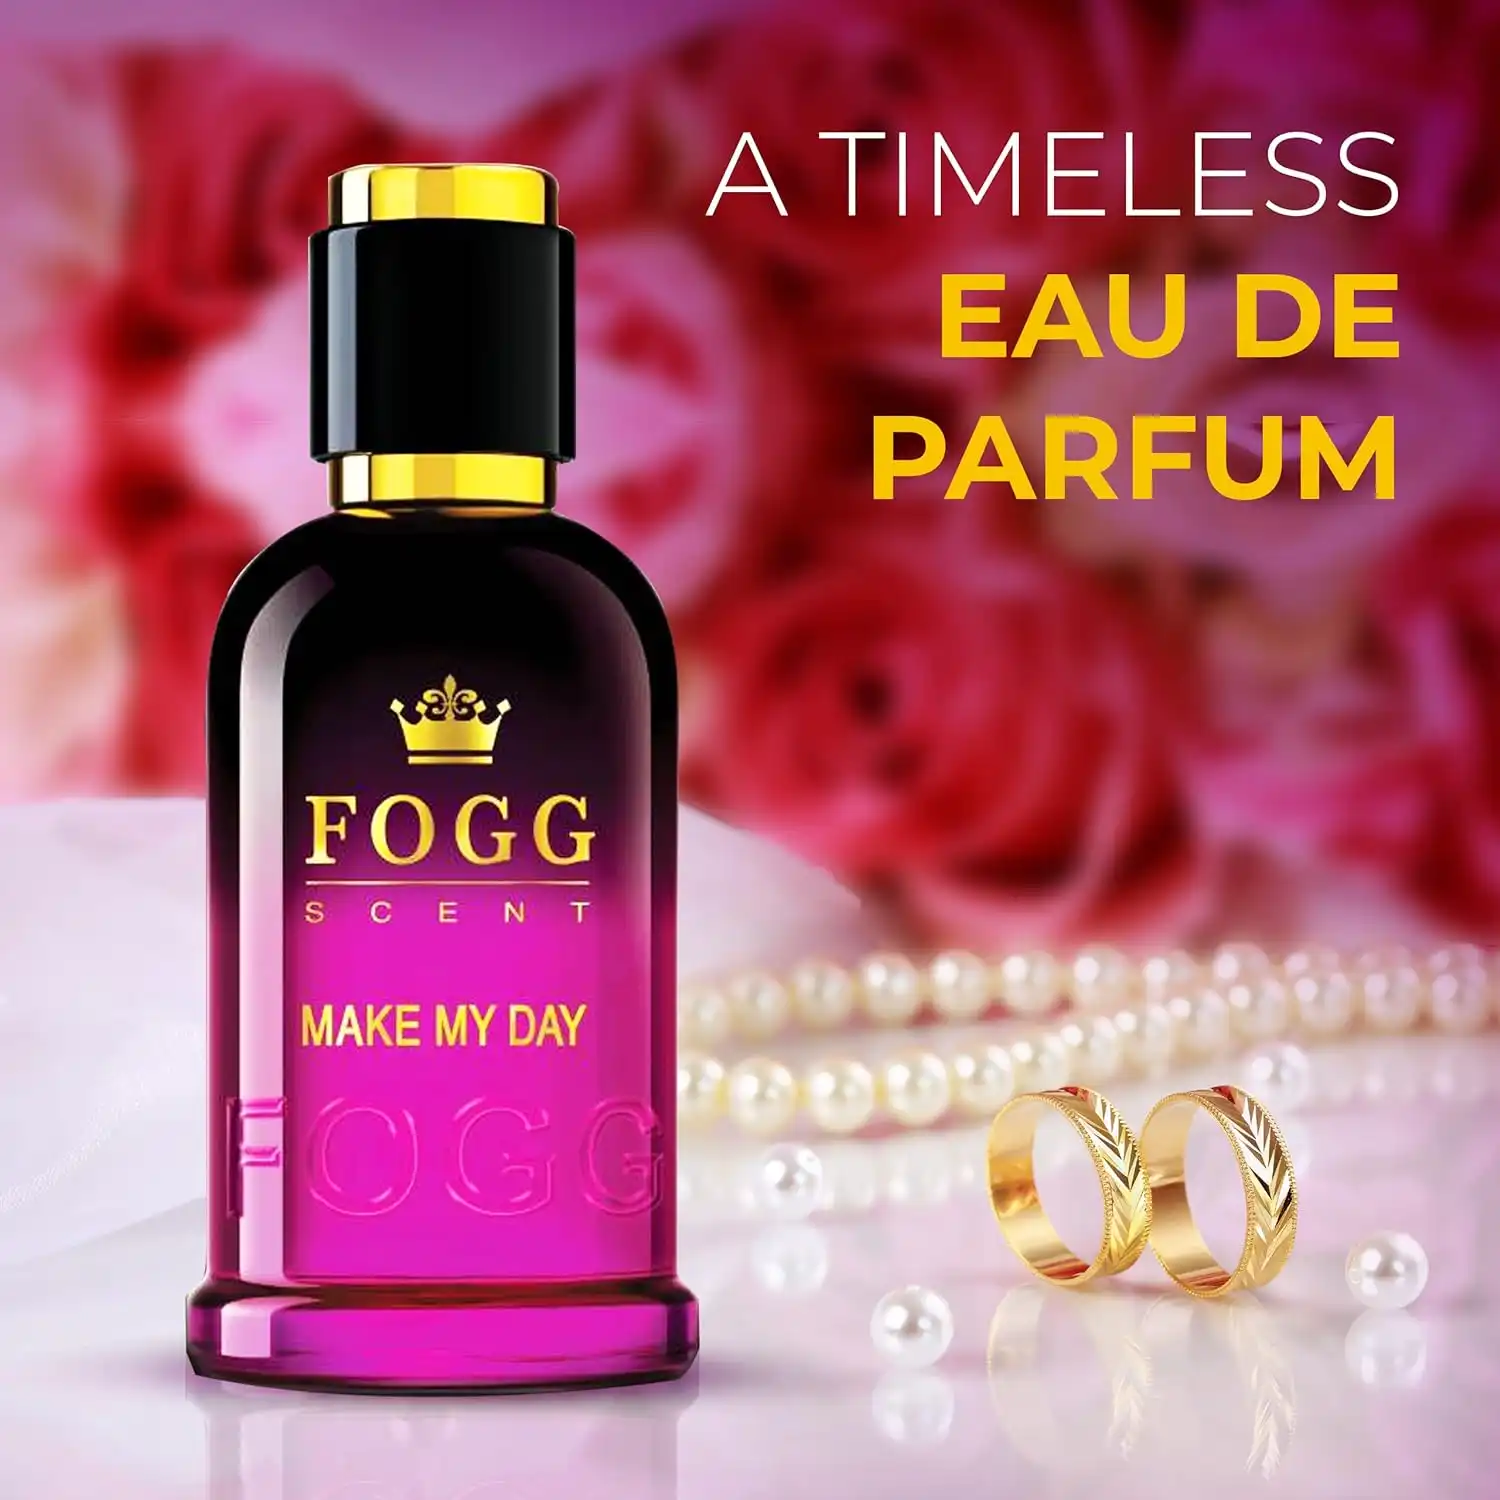 A TIMELESS
EAU DE
PARFUM
FOGG
SCENT
MAKE MY DAY
FOGG